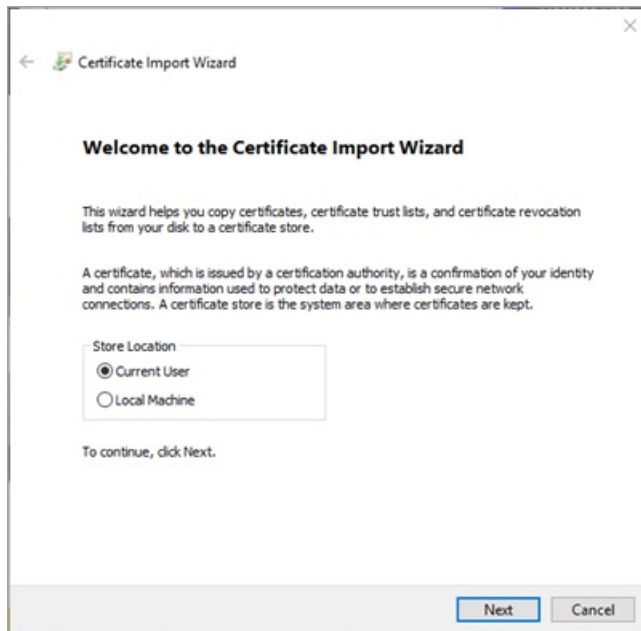 Certificate Import Wizard
Welcome to the Certificate Import Wizard
This wizard helps you copy certificates, certificate trust lists, and certificate revocation
lists from your disk to a certificate store.
A certificate, which is issued by a certification authority, is a confirmation of your identity
and contains information used to protect data or to establish secure network
connections. A certificate store is the system area where certificates are kept.
Store Location
Current User
Local Machine
To continue, click Next.
Next
Cancel